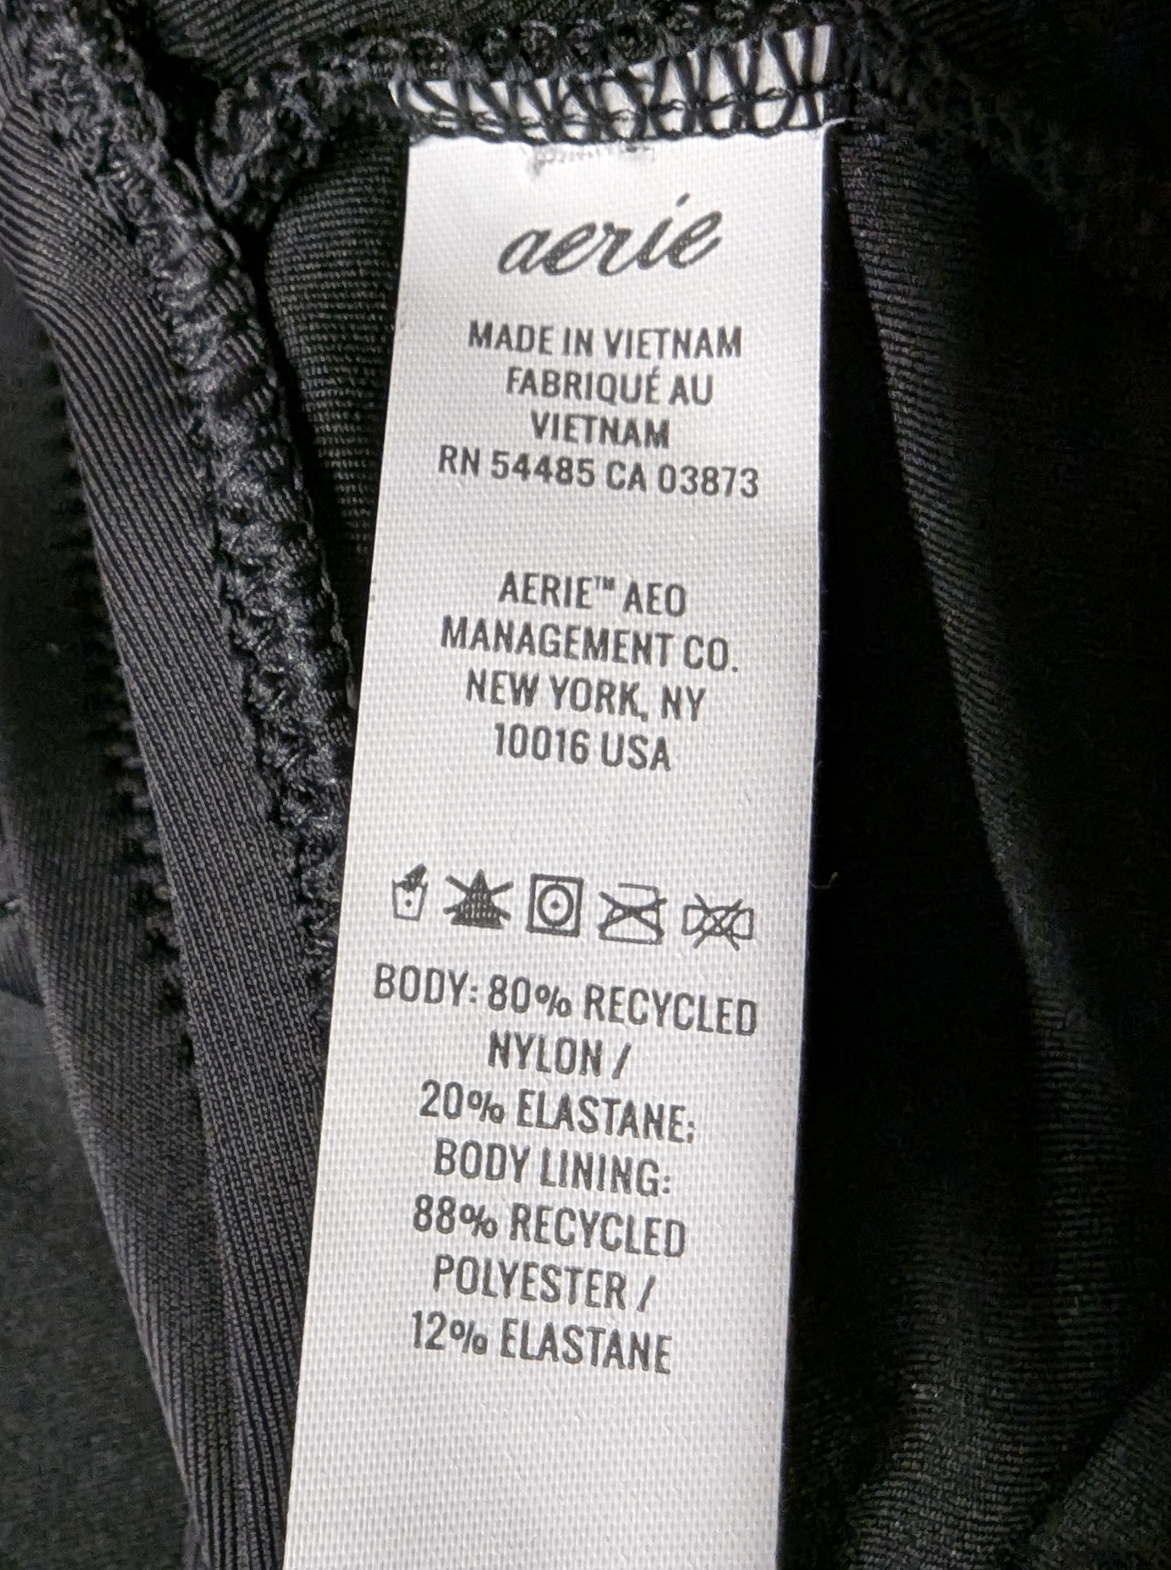 aerie
MADE IN VIETNAM
FABRIQUÉ AU
VIETNAM
RN 54485 CA 03873
AERIE™ AEO
MANAGEMENT CO.
NEW YORK, NY
10016 USA
BODY: 80% RECYCLED
NYLON /
20% ELASTANE;
BODY LINING:
88% RECYCLED
POLYESTER /
12% ELASTANE